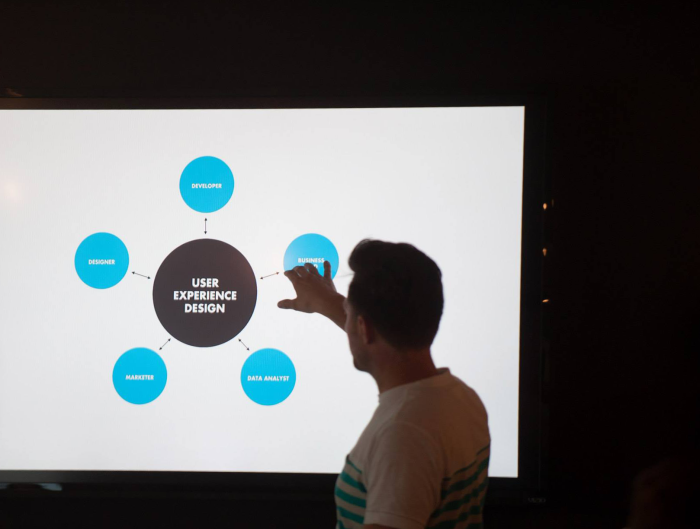 DEVELOPER
DESIGNER
BUSINESS
USER
EXPERIENCE
DESIGN
MARKETER
DATA ANALYST